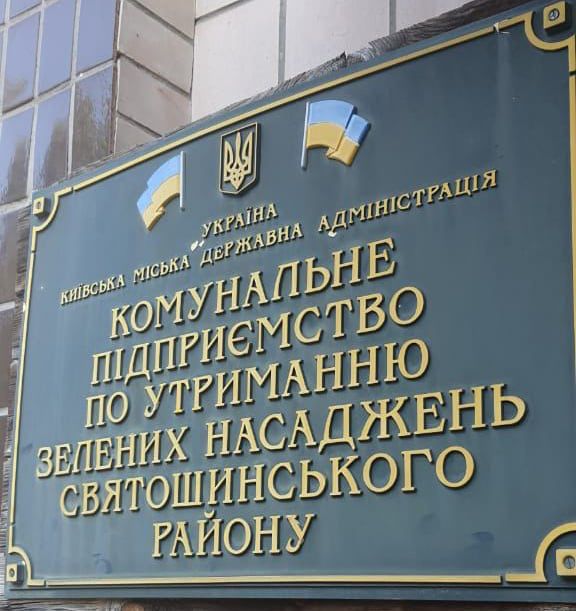 УКРАЇНА
КИЇВСЬКА МІСЬКА ДЕРЖАВНА АДМІНІСТРАЦІЯ
КОМУНАЛЬНЕ
ПІДПРИЄМСТВО
ПО УТРИМАННЮ
ЗЕЛЕНИХ НАСАДЖЕНЬ
СВЯТОШИНСЬКОГО
РАЙОНУ